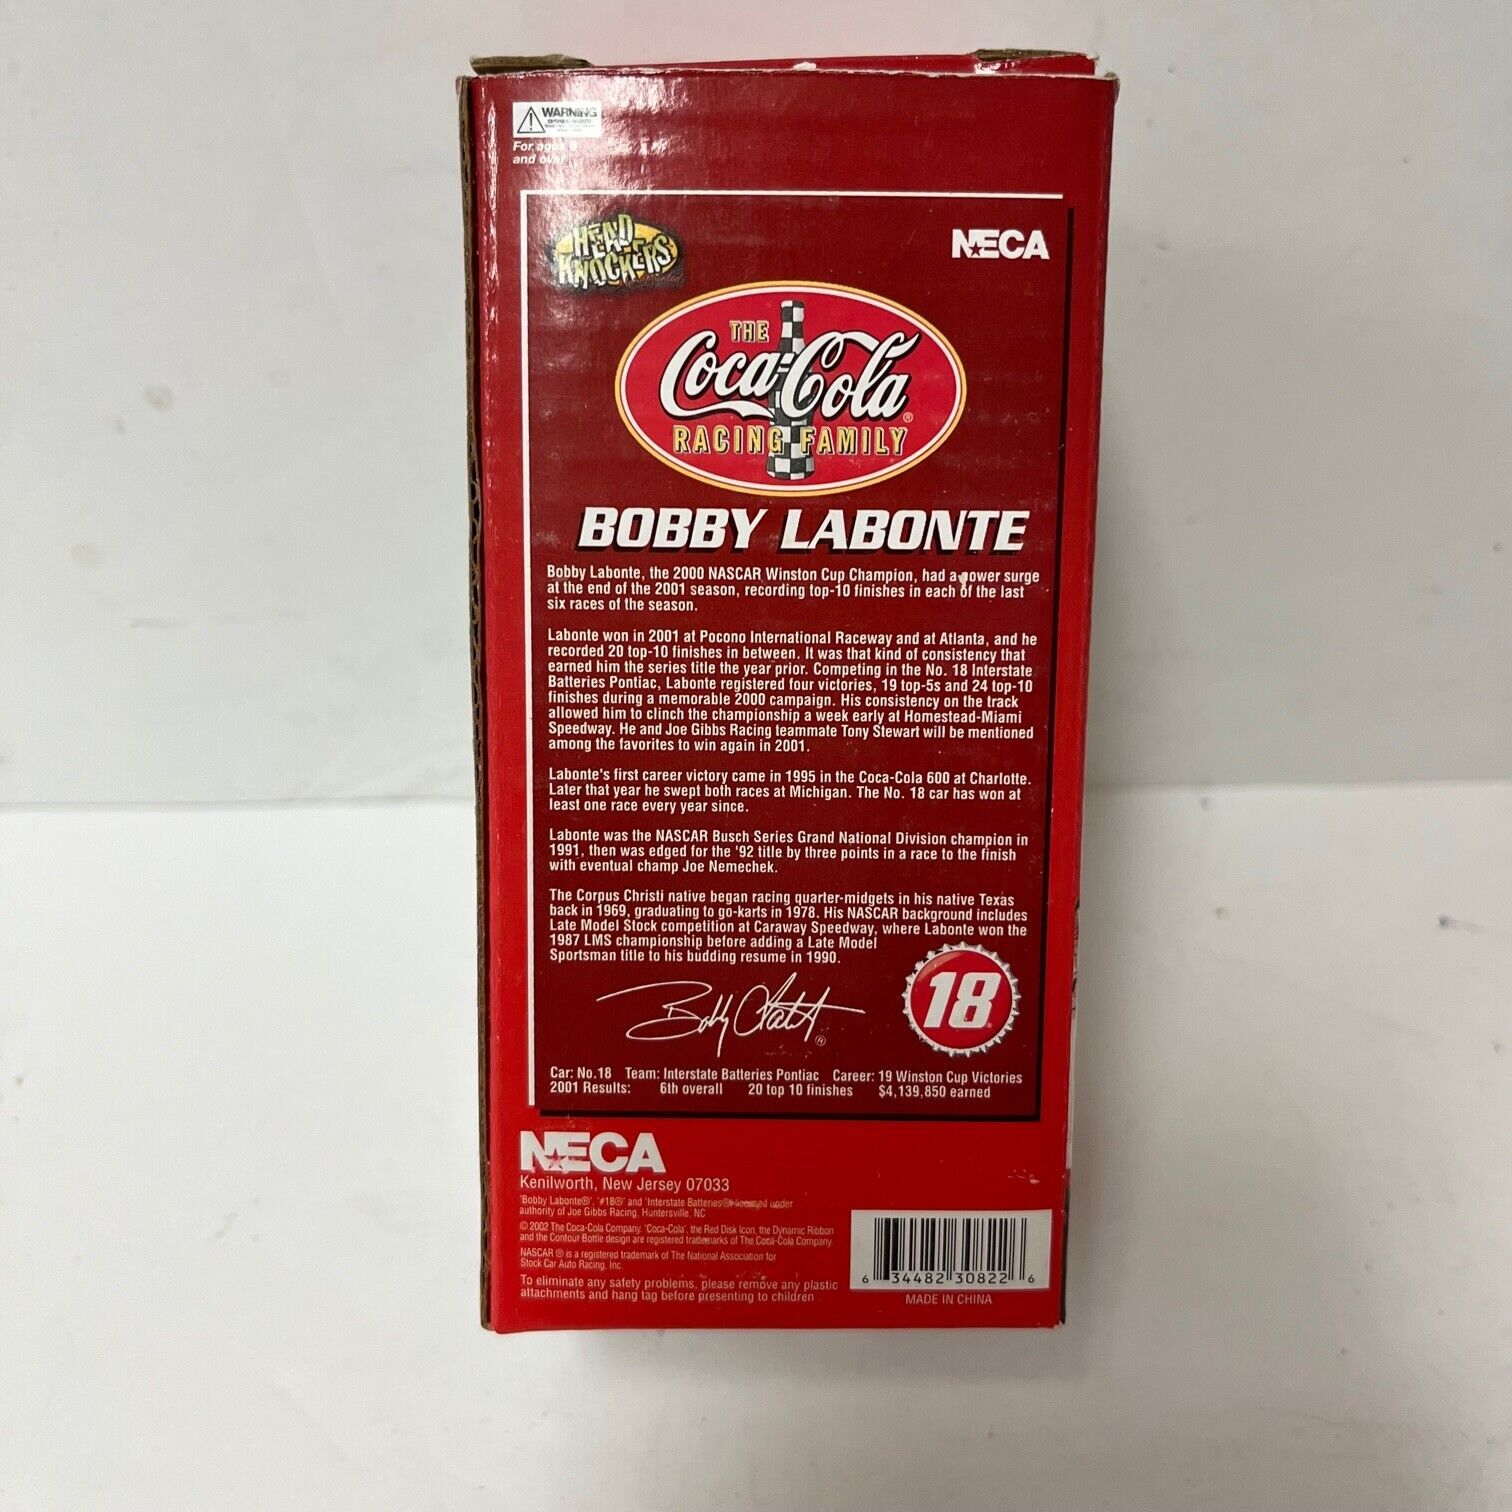 WARNING
For ages 8
and over
HEAD
KNOCKERS
NECA
THE
Coca-Cola®
RACING FAMILY
BOBBY LABONTE
Bobby Labonte, the 2000 NASCAR Winston Cup Champion, had a power surge
at the end of the 2001 season, recording top-10 finishes in each of the last
six races of the season.
Labonte won in 2001 at Pocono International Raceway and at Atlanta, and he
recorded 20 top-10 finishes in between. It was that kind of consistency that
earned him the series title the year prior. Competing in the No. 18 Interstate
Batteries Pontiac, Labonte registered four victories, 19 top-5s and 24 top-10
finishes during a memorable 2000 campaign. His consistency on the track
allowed him to clinch the championship a week early at Homestead-Miami
Speedway. He and Joe Gibbs Racing teammate Tony Stewart will be mentioned
among the favorites to win again in 2001.
Labonte's first career victory came in 1995 in the Coca-Cola 600 at Charlotte.
Later that year he swept both races at Michigan. The No. 18 car has won at
least one race every year since.
Labonte was the NASCAR Busch Series Grand National Division champion in
1991, then was edged for the '92 title by three points in a race to the finish
with eventual champ Joe Nemechek.
The Corpus Christi native began racing quarter-midgets in his native Texas
back in 1969, graduating to go-karts in 1978. His NASCAR background includes
Late Model Stock competition at Caraway Speedway, where Labonte won the
1987 LMS championship before adding a Late Model
Sportsman title to his budding resume in 1990.
Bobby Labonte ®
18
Car: No.18 Team: Interstate Batteries Pontiac Career: 19 Winston Cup Victories
2001 Results: 6th overall 20 top 10 finishes $4,139,850 earned
NECA
Kenilworth, New Jersey 07033
'Bobby Labonte®', '#18®' and 'Interstate Batteries® licensed under
authority of Joe Gibbs Racing, Huntersville, NC
© 2002 The Coca-Cola Company. 'Coca-Cola', the Red Disk Icon, the Dynamic Ribbon
and the Contour Bottle design are registered trademarks of The Coca-Cola Company.
NASCAR ® is a registered trademark of The National Association for
Stock Car Auto Racing, Inc.
To eliminate any safety problems, please remove any plastic
attachments and hang tag before presenting to children
6 34482 30822 6
MADE IN CHINA